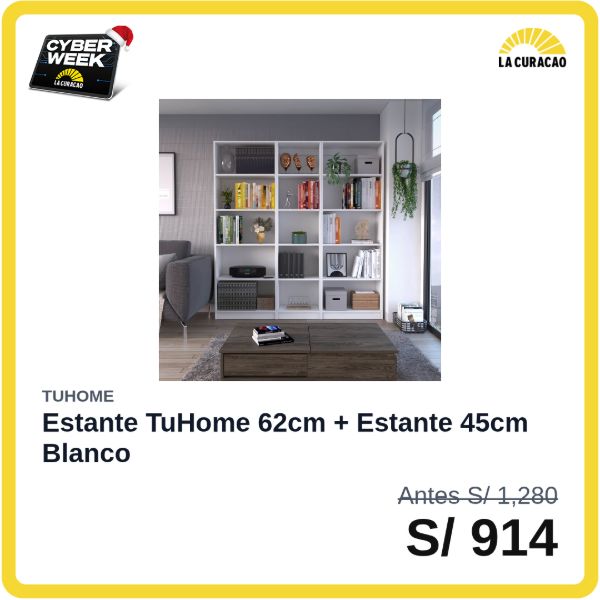 CYBER
WEEK
LA CURACAO
LA CURACAO
TUHOME
Estante TuHome 62cm + Estante 45cm
Blanco
Antes S/ 1,280
S/ 914